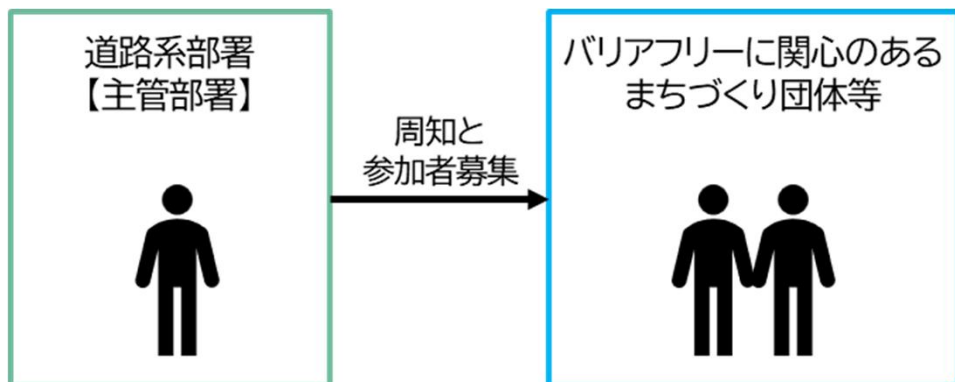 道路系部署
【主管部署】
周知と
参加者募集
バリアフリーに関心のある
まちづくり団体等